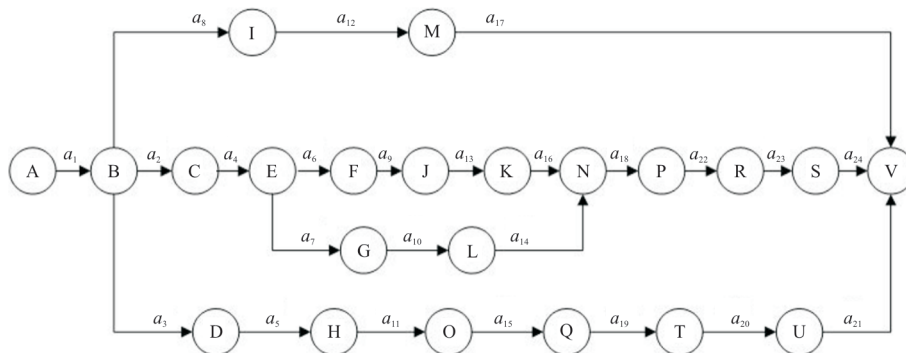 a₈ I a₁₂ M a₁₇
A a₁ B a₂ C a₄ E a₆ F a₉ J a₁₃ K a₁₆ N a₁₈ P a₂₂ R a₂₃ S a₂₄ V
a₇ G a₁₀ L a₁₄
a₃ D a₅ H a₁₁ O a₁₅ Q a₁₉ T a₂₀ U a₂₁